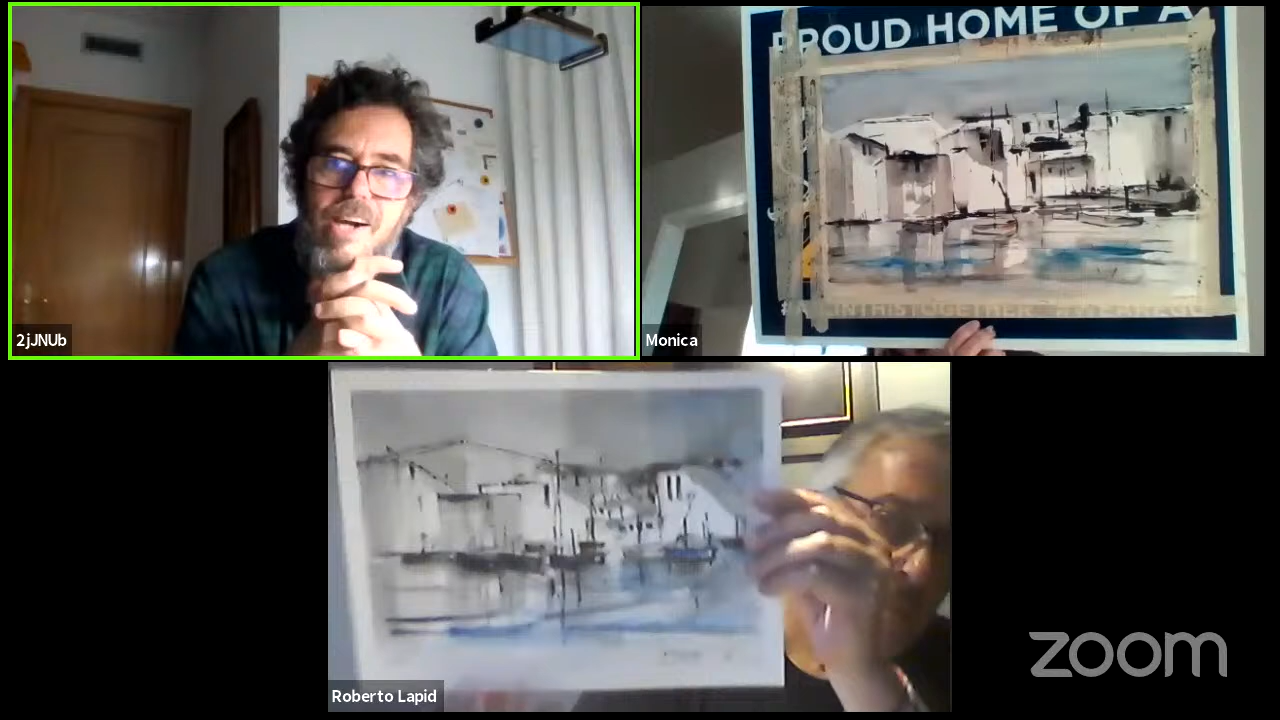 PROUD HOME OF A
2jJNUb
Monica
Roberto Lapid
zoom